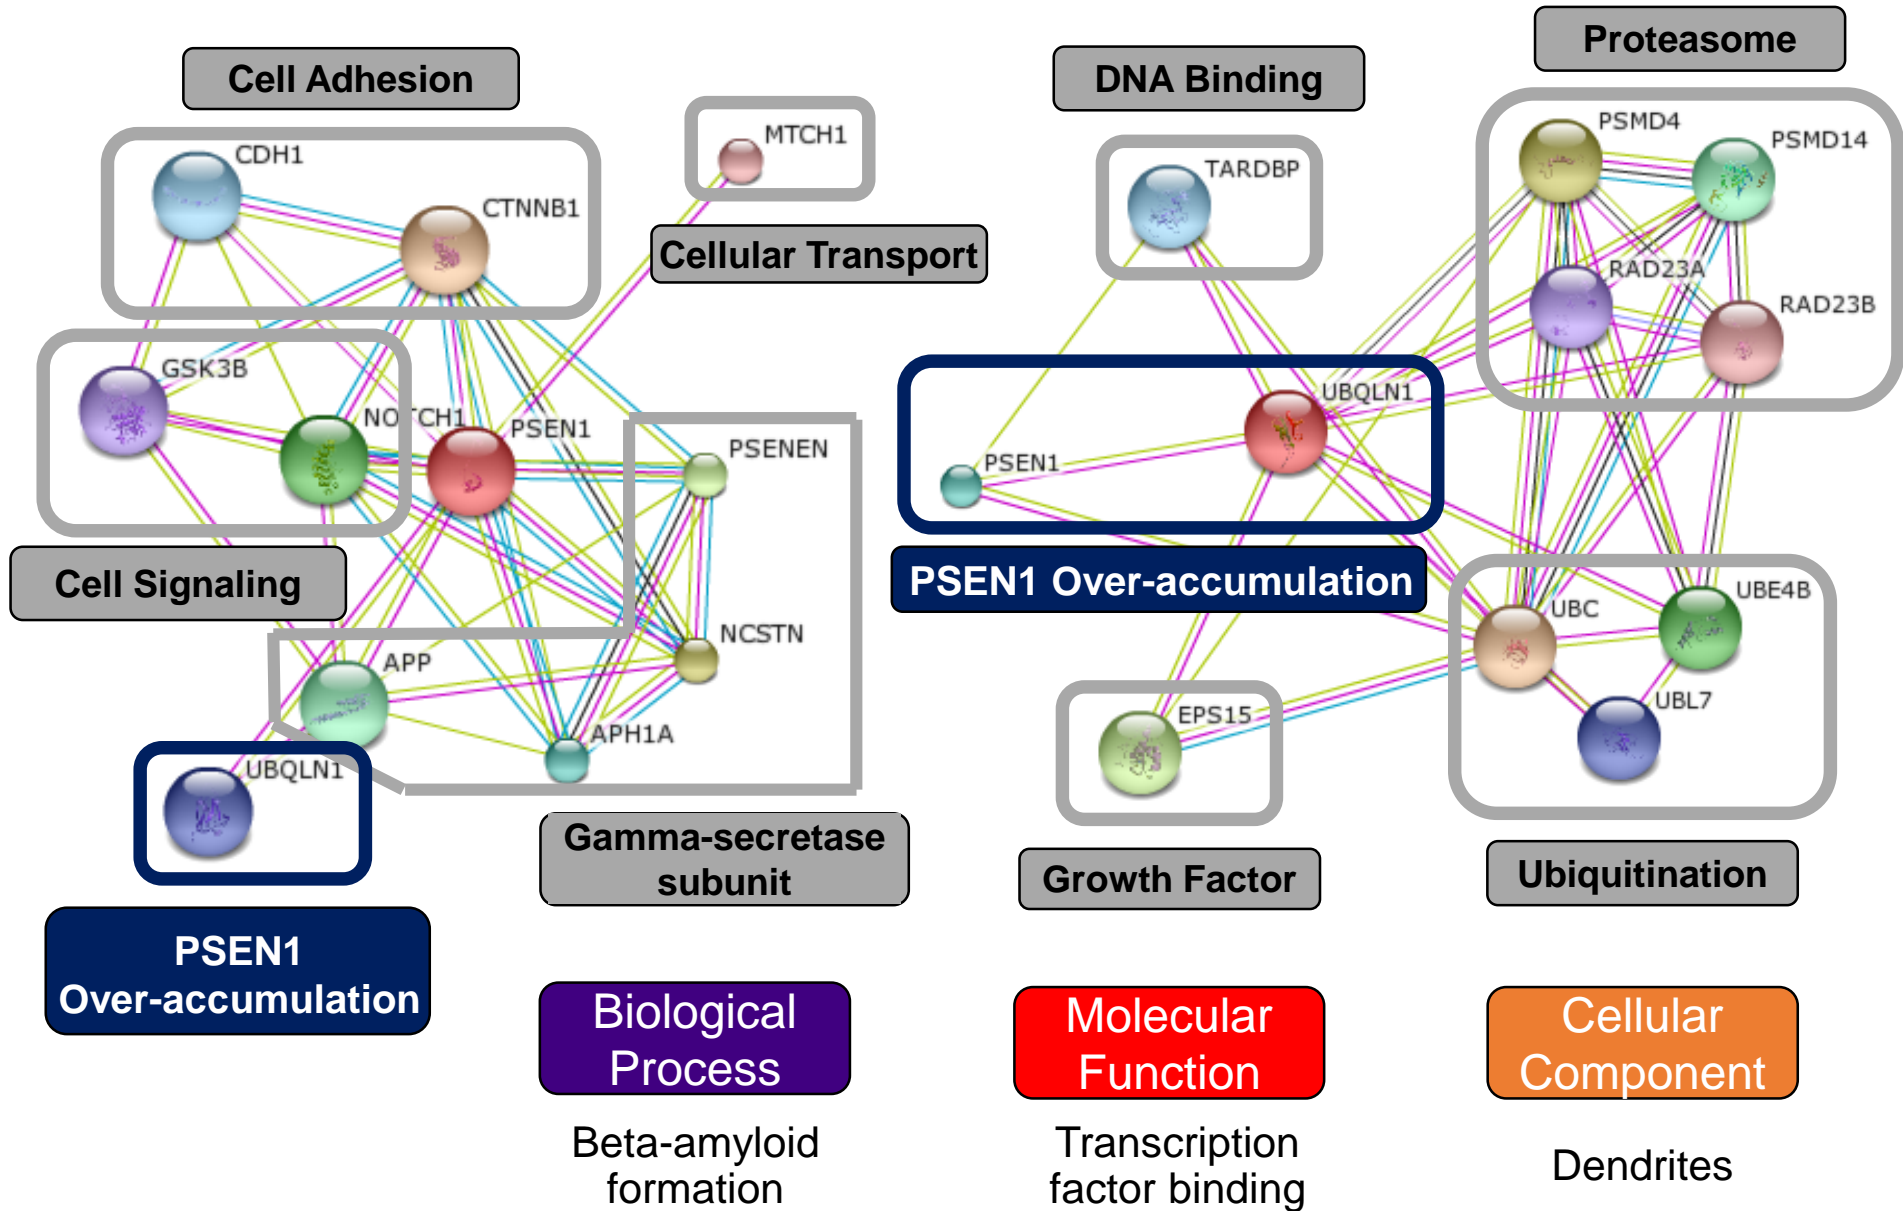 Cell Adhesion
CDH1
CTNNB1
MTCH1
Cellular Transport
GSK3B
NOTCH1
PSEN1
PSENEN
Cell Signaling
NCSTN
APP
APH1A
UBQLN1
Gamma-secretase
subunit
PSEN1
Over-accumulation
DNA Binding
Proteasome
TARDBP
PSMD4
PSMD14
RAD23A
RAD23B
UBQLN1
PSEN1
PSEN1 Over-accumulation
UBC
UBE4B
UBL7
EPS15
Growth Factor
Ubiquitination
Biological
Process
Beta-amyloid
formation
Molecular
Function
Transcription
factor binding
Cellular
Component
Dendrites